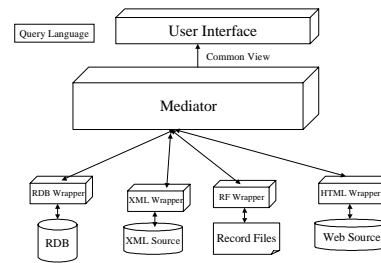 User Interface
Query Language
Common View
Mediator
RDB Wrapper
XML Wrapper
RF Wrapper
HTML Wrapper
RDB
XML Source
Record Files
Web Source